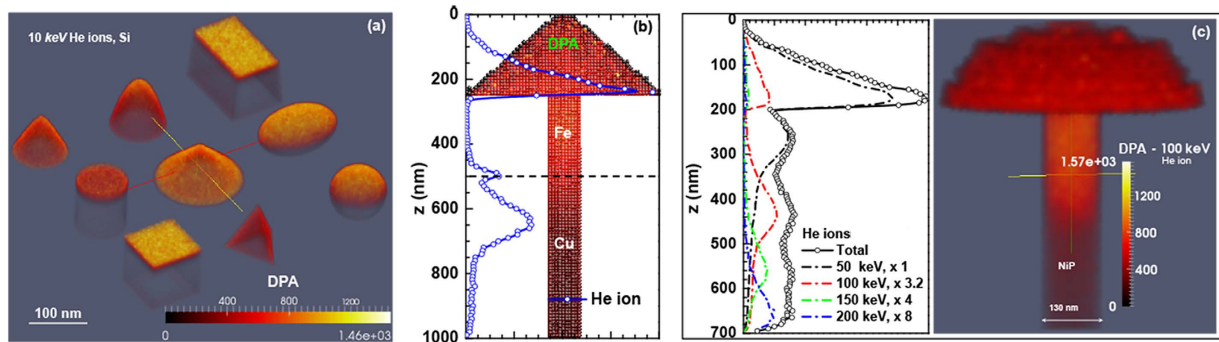 10 keV He ions, Si
(a)
DPA
400
800
0
1.46e+03
100 nm
(b)
0
200
400
500
600
800
900
1000
z (nm)
DPA
Fe
Cu
He ion
0
100
200
300
400
500
600
700
z (nm)
He ions
Total
50 keV, x 1
100 keV, x 3.2
150 keV, x 4
200 keV, x 8
(c)
DPA - 100 keV
He ion
1.57e+03
1200
800
400
0
NiP
130 nm